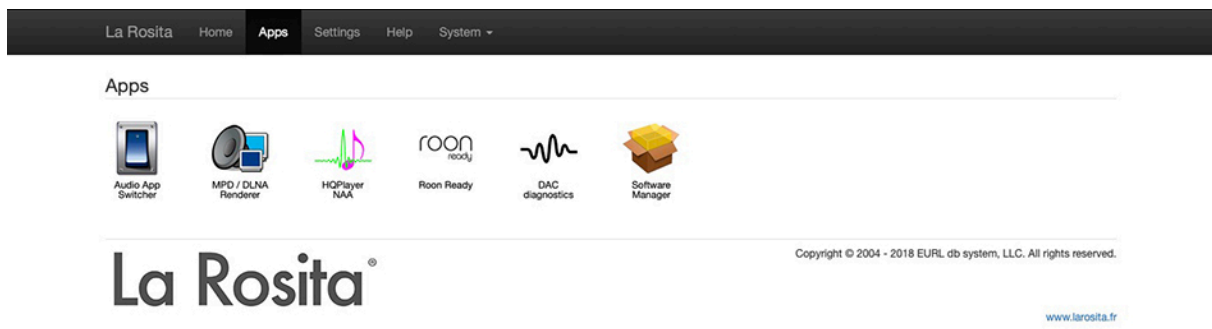 La Rosita Home Apps Settings Help System
Apps
roon
ready
Audio App
Switcher
MPD / DLNA
Renderer
HQPlayer
NAA
Roon Ready
DAC
diagnostics
Software
Manager
Copyright © 2004 - 2018 EURL db system, LLC. All rights reserved.
La Rosita®
www.larosita.fr